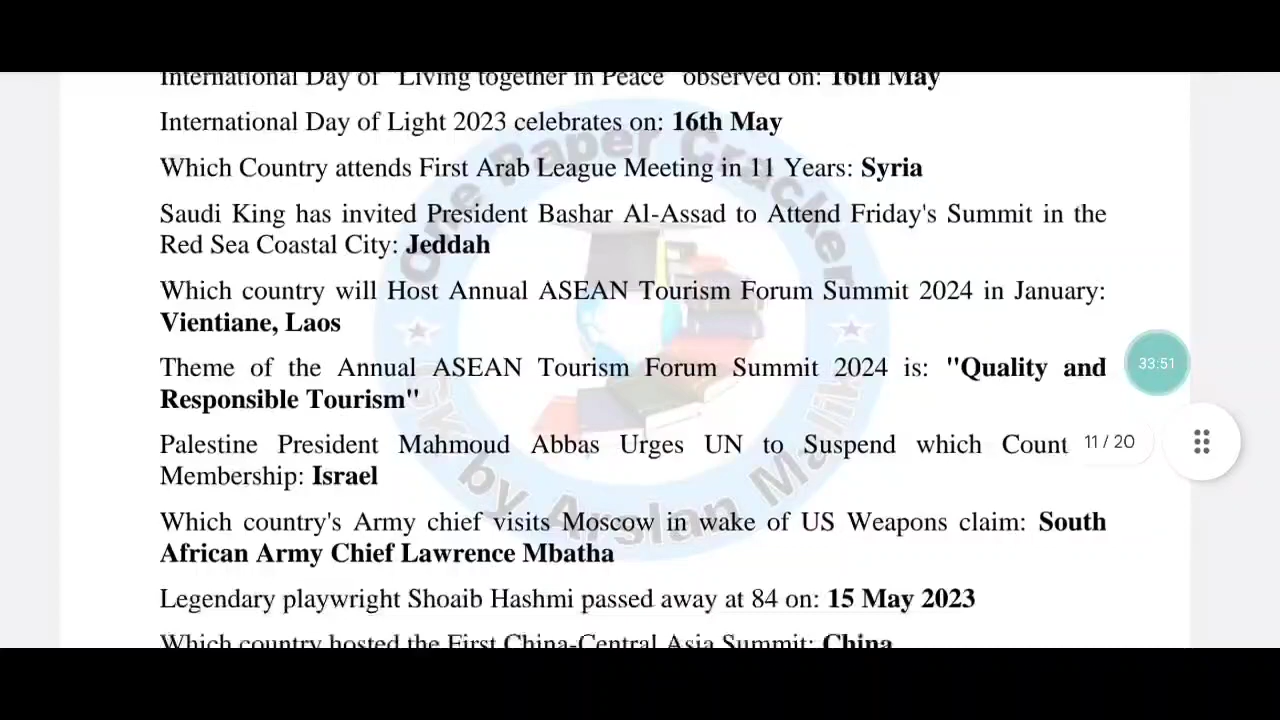 International Day of "Living together in Peace" observed on: 16th May
International Day of Light 2023 celebrates on: 16th May
Which Country attends First Arab League Meeting in 11 Years: Syria
Saudi King has invited President Bashar Al-Assad to Attend Friday's Summit in the
Red Sea Coastal City: Jeddah
Which country will Host Annual ASEAN Tourism Forum Summit 2024 in January:
Vientiane, Laos
Theme of the Annual ASEAN Tourism Forum Summit 2024 is: "Quality and
Responsible Tourism"
33:51
Palestine President Mahmoud Abbas Urges UN to Suspend which Count
11 / 20
Membership: Israel
Which country's Army chief visits Moscow in wake of US Weapons claim: South
African Army Chief Lawrence Mbatha
Legendary playwright Shoaib Hashmi passed away at 84 on: 15 May 2023
Which country hosted the First China-Central Asia Summit: China
One Paper Cracker
by Arslan